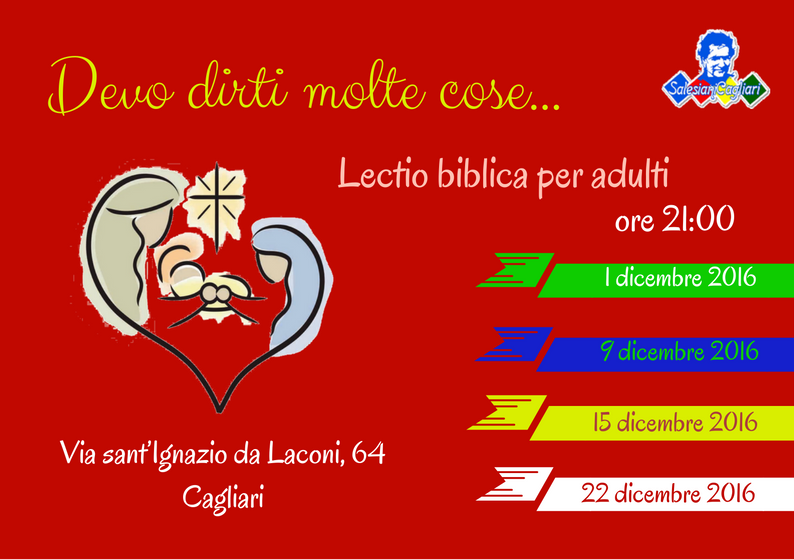 Devo dirti molte cose...
Salesiani Cagliari
Lectio biblica per adulti
ore 21:00
1 dicembre 2016
9 dicembre 2016
15 dicembre 2016
22 dicembre 2016
Via sant'Ignazio da Laconi, 64
Cagliari